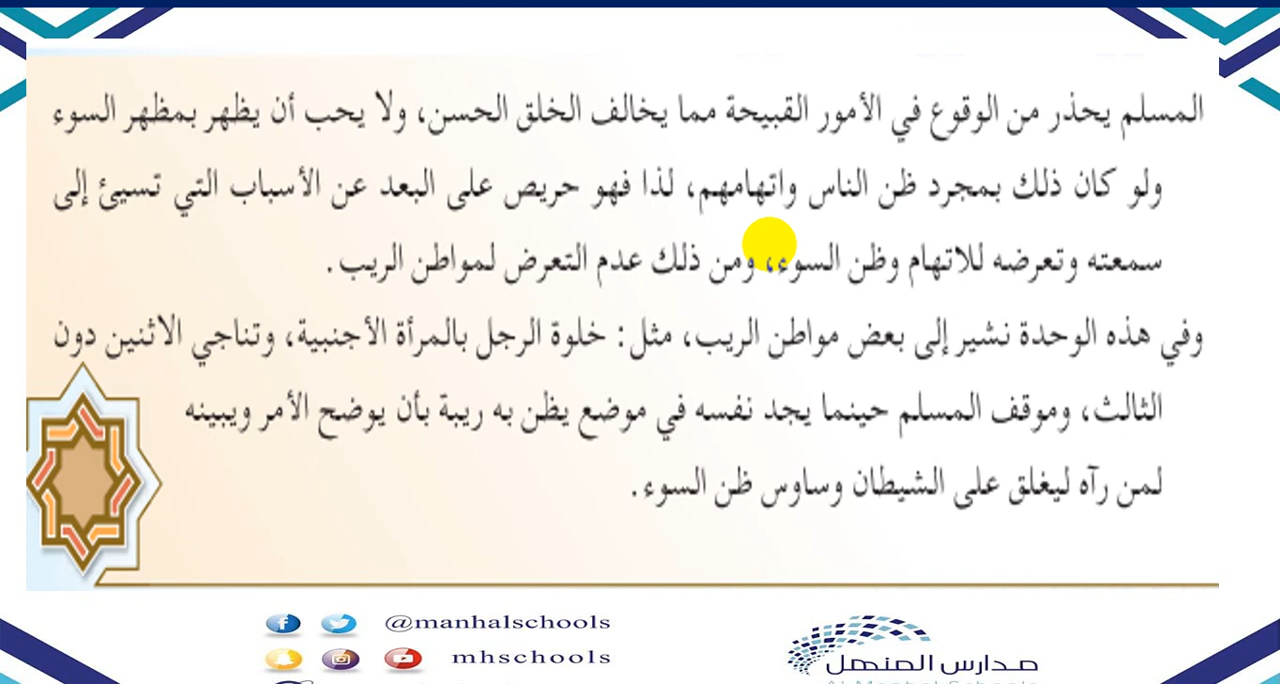 المسلم يحذر من الوقوع في الأمور القبيحة مما يخالف الخلق الحسن، ولا يحب أن يظهر بمظهر السوء
ولو كان ذلك بمجرد ظن الناس واتهامهم، لذا فهو حريص على البعد عن الأسباب التي تسيئ إلى
سمعته وتعرضه للاتهام وظن السوء، ومن ذلك عدم التعرض لمواطن الريب.
وفي هذه الوحدة نشير إلى بعض مواطن الريب، مثل: خلوة الرجل بالمرأة الأجنبية، وتناجي الاثنين دون
الثالث، وموقف المسلم حينما يجد نفسه في موضع يظن به ريبة بأن يوضح الأمر ويبينه
لمن رآه ليغلق على الشيطان وساوس ظن السوء.
@manhalschools
mhschools
مدارس المنهل